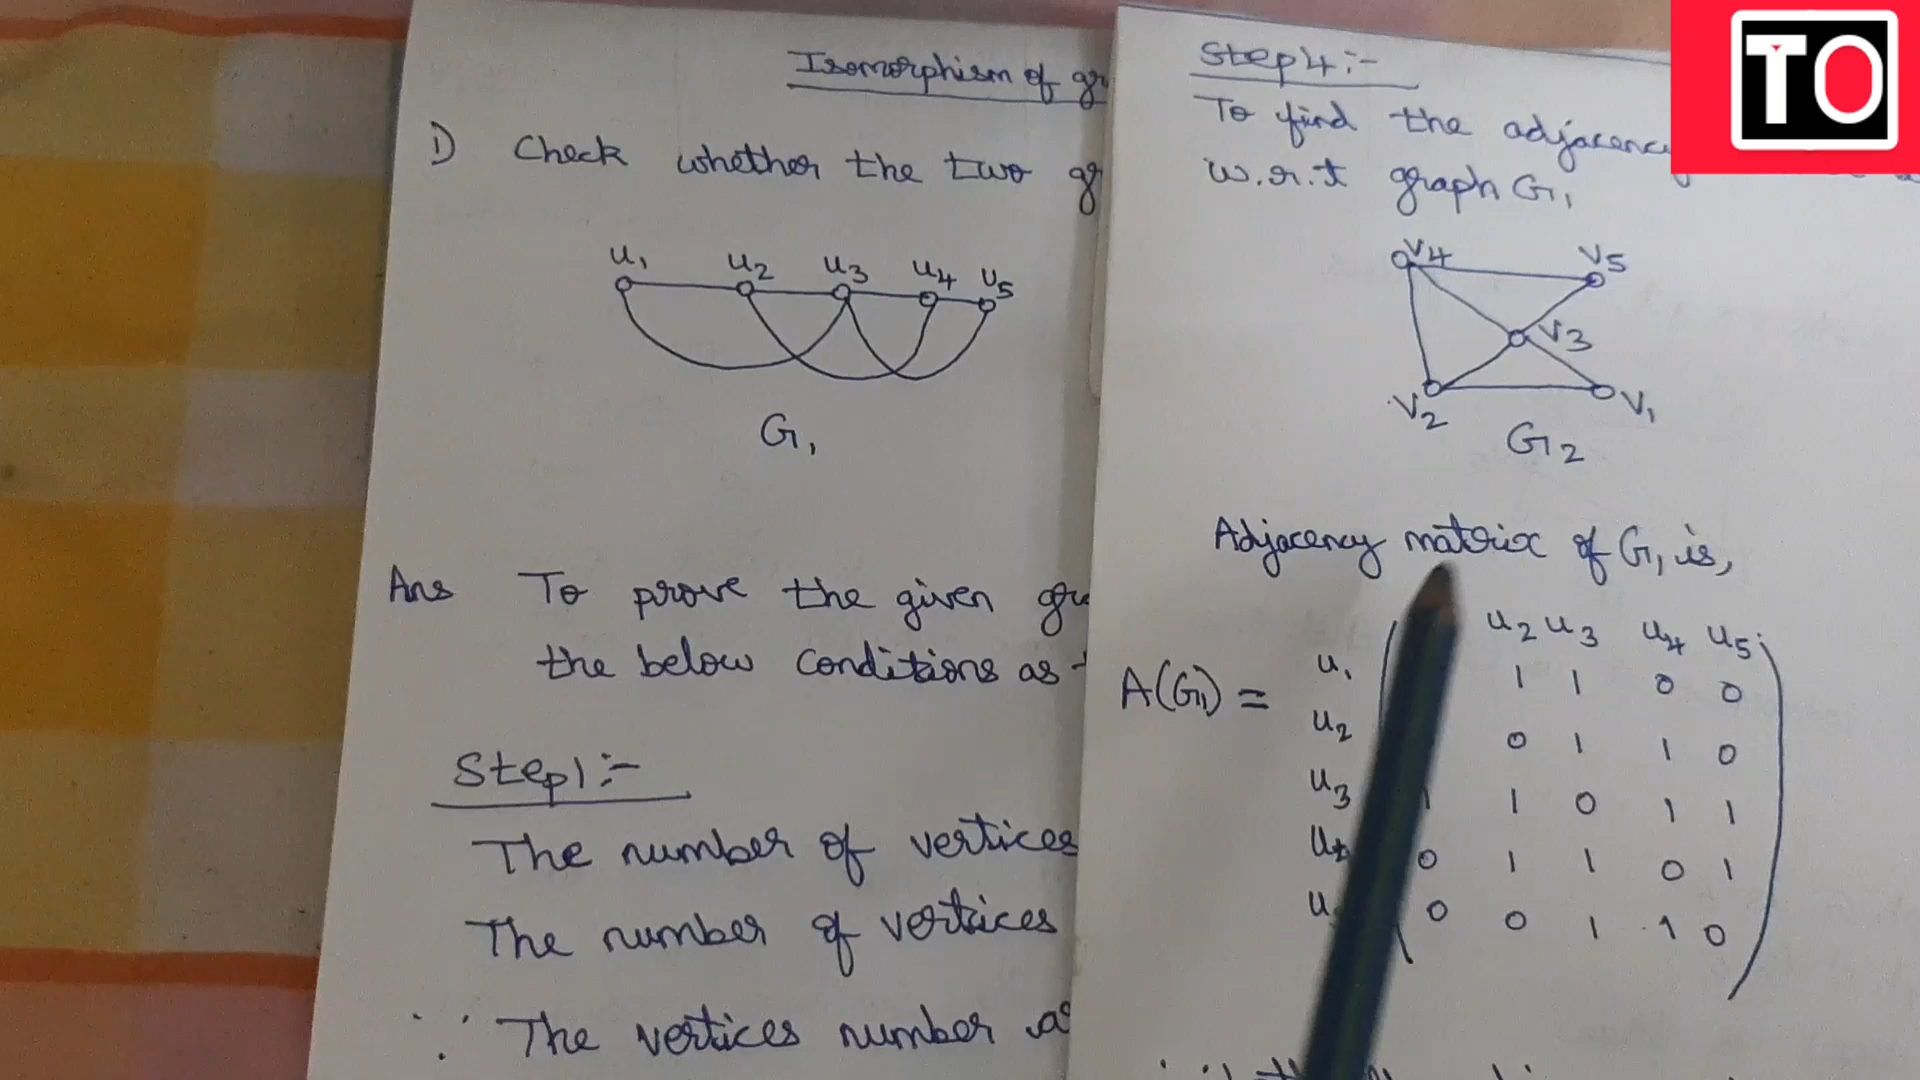 Isomorphism of
1) Check whether the two
u1 u2 u3 u4 u5
G1
Ans To prove the given
the below conditions as
Step1:-
The number of vertices
The number of vertices
∴ The vertices number
TO
Step4:-
To find the adjacency
w.r.t graph G1
V4 V5
V3
V2 V1
G2
Adjacency matrix of G1 is,
u2 u3 u4 u5
u1 1 1 0 0
A(G1) =
u2 0 1 1 0
u3 1 1 0 1 1
u4 0 1 1 0 1
u 0 0 1 1 0